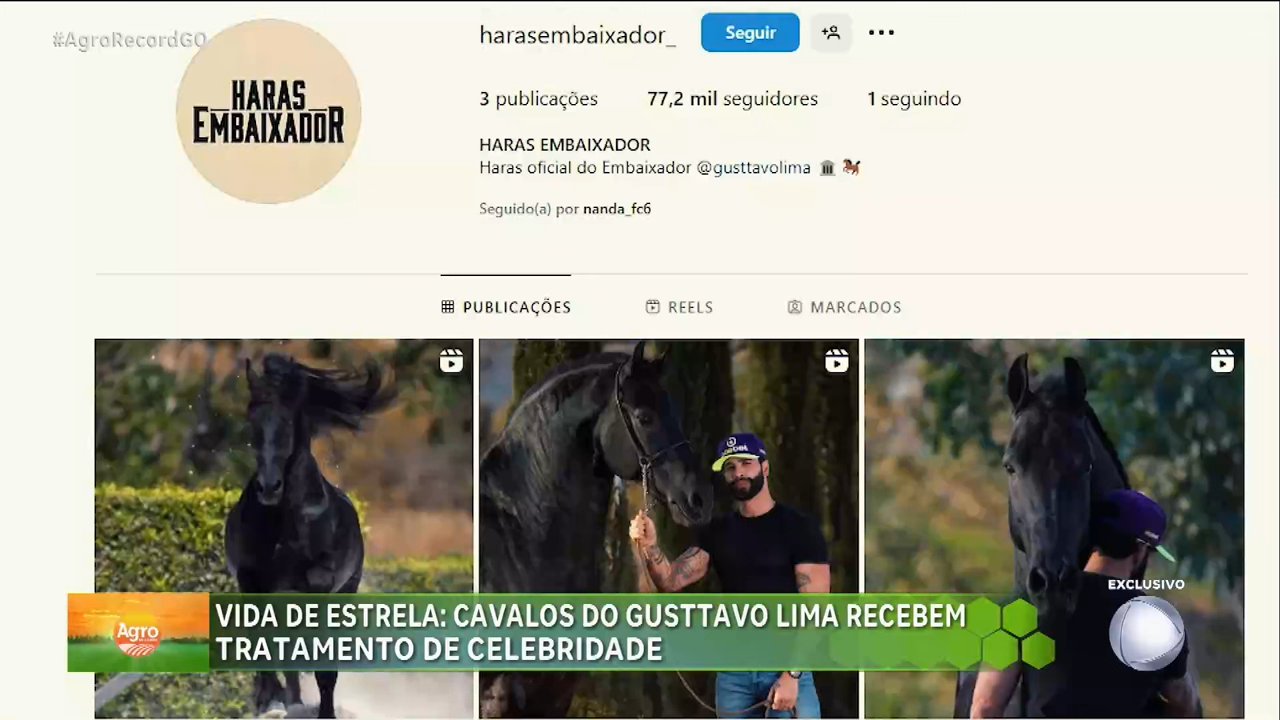 #AgroRecordGO
HARAS
EMBAIXADOR
harasembaixador_
Seguir
3 publicações 77,2 mil seguidores 1 seguindo
HARAS EMBAIXADOR
Haras oficial do Embaixador @gusttavolima 🏛️ 🐎
Seguido(a) por nanda_fc6
PUBLICAÇÕES REELS MARCADOS
EXCLUSIVO
Agro
VIDA DE ESTRELA: CAVALOS DO GUSTTAVO LIMA RECEBEM
TRATAMENTO DE CELEBRIDADE